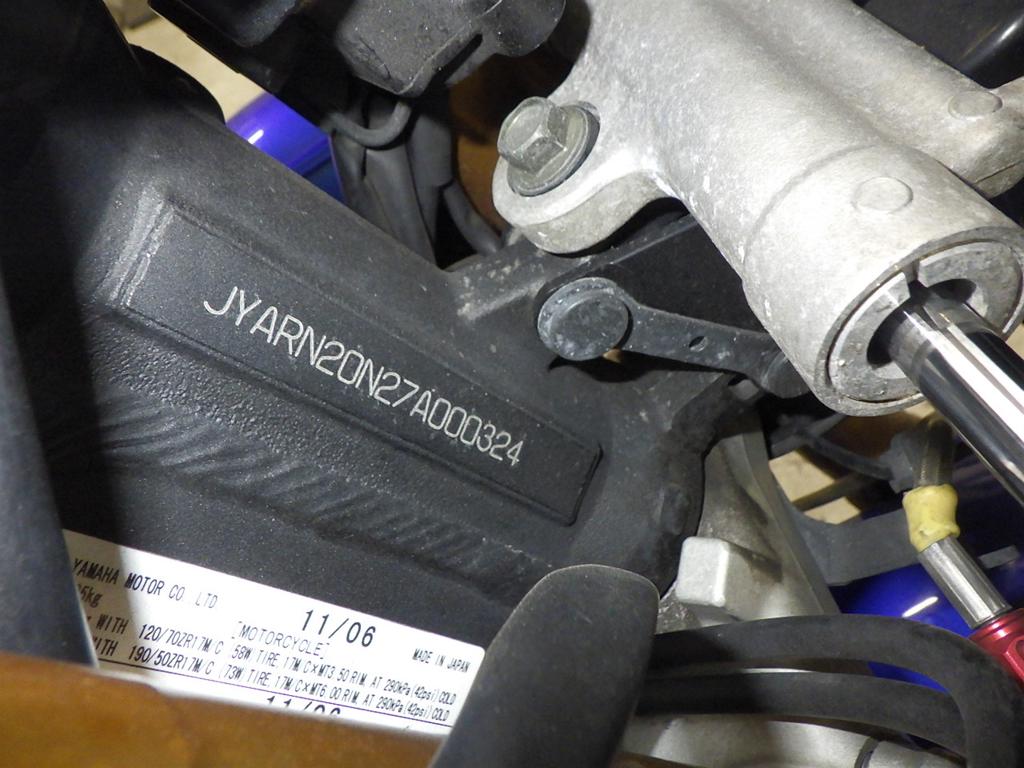 JYARN20N27A000324
YAMAHA MOTOR CO. LTD
11/06
[MOTORCYCLE]
MADE IN JAPAN
WITH 120/70ZR17M/C (58W) TIRE, 17M/C×MT3.50 RIM, AT 290kPa(42psi) COLD
WITH 190/50ZR17M/C (73W) TIRE, 17M/C×MT6.00 RIM, AT 290kPa(42psi) COLD